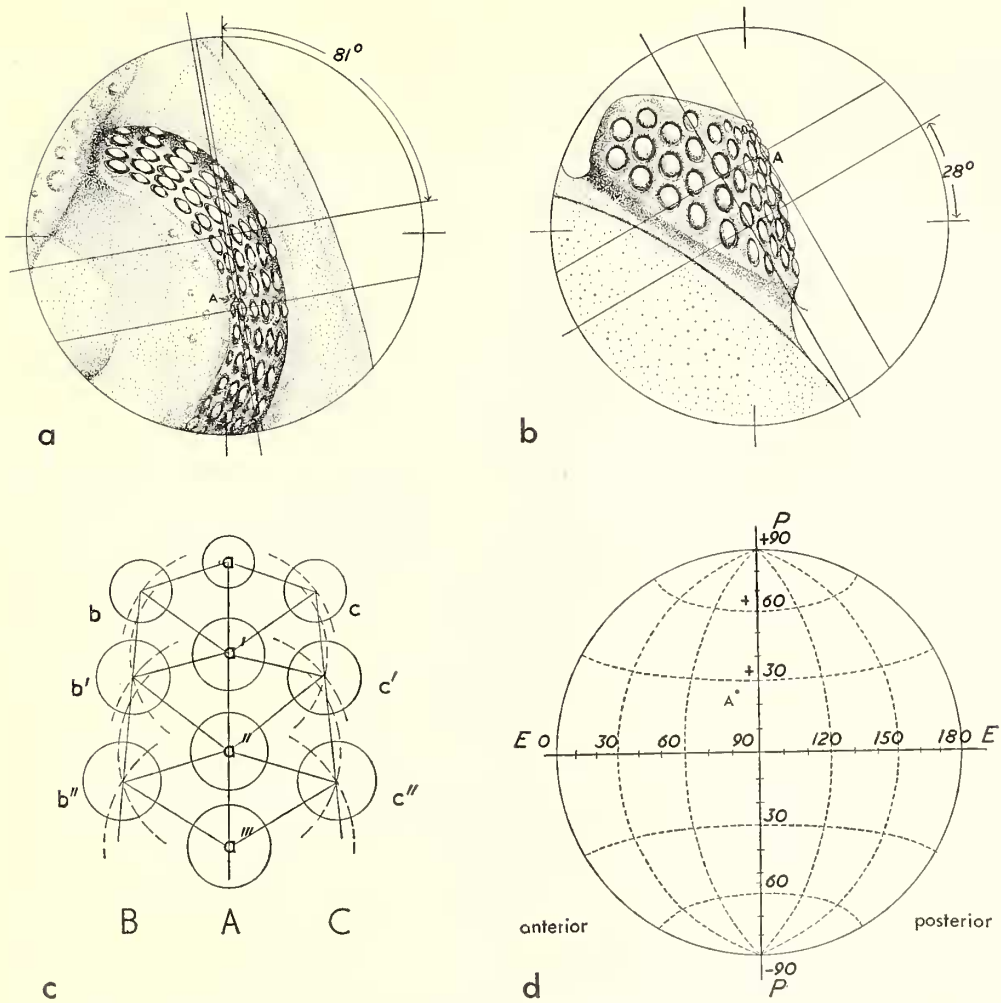 81°
A
a
A
28°
b
a
b
c
a'
b'
c'
a''
b''
c''
a'''
B A C
c
P
+90
+ 60
+ 30
A°
E 0 30 60 90 120 150 180 E
30
60
anterior
posterior
-90
P
d